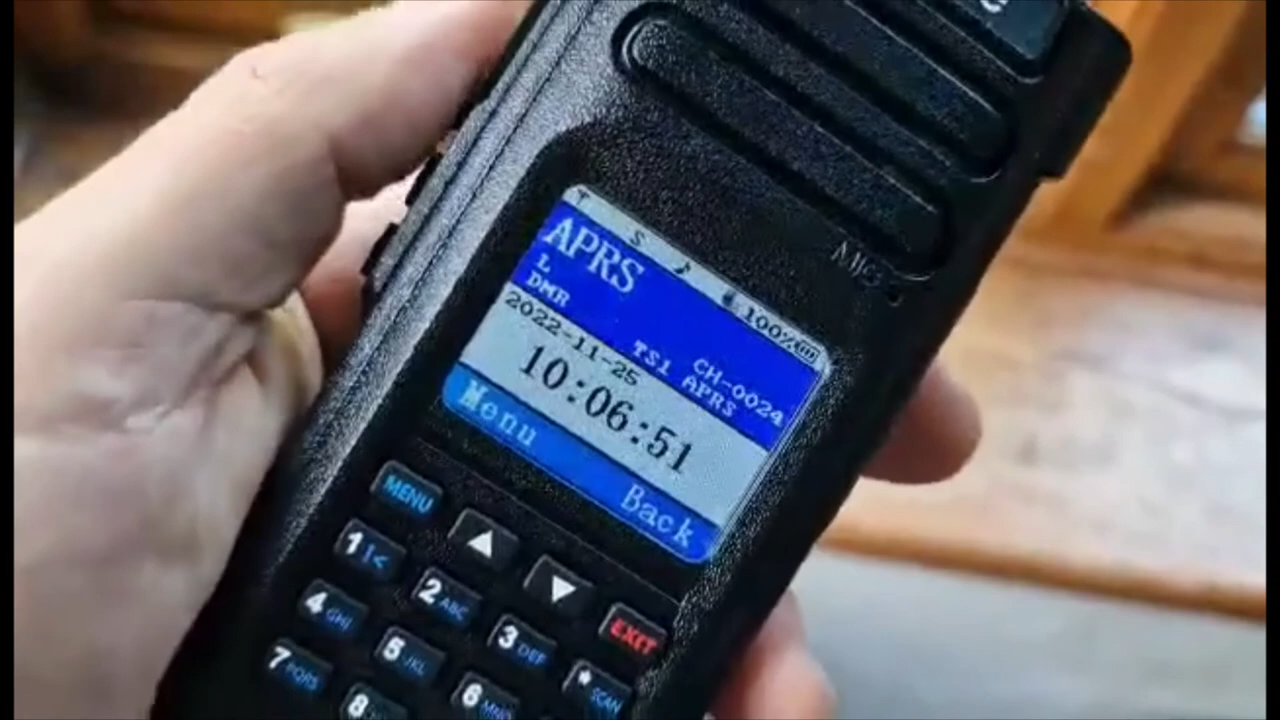 S 100%
APRS
L
DMR
CH-0024
TS1 APRS
2022-11-25
10:06:51
Menu Back
MIC
MENU
EXIT
1 |<
2 ABC
3 DEF
* SCAN
4 GHI
5 JKL
6 MNO
7 PQRS
8